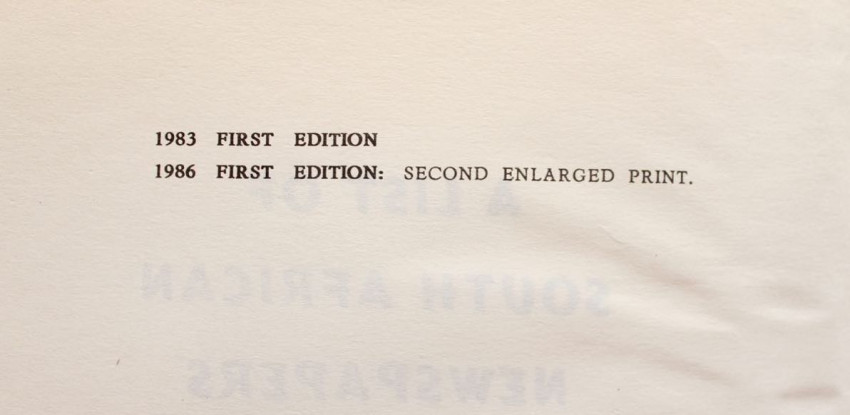 1983 FIRST EDITION
1986 FIRST EDITION: SECOND ENLARGED PRINT.
A LIST OF
SOUTH AFRICAN
NEWSPAPERS